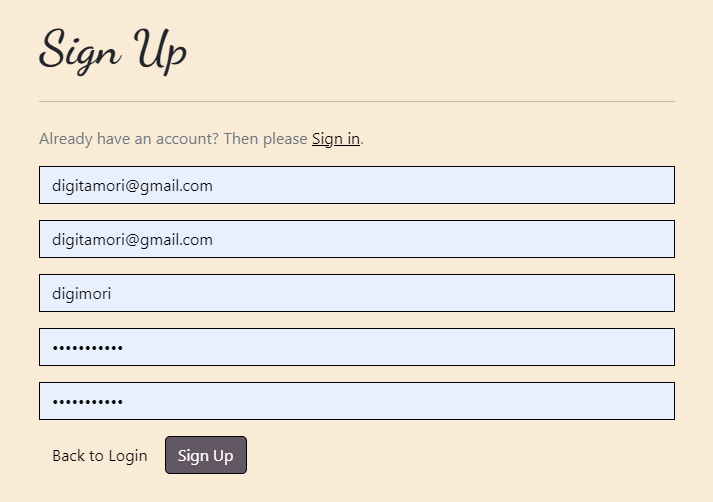 Sign Up
Already have an account? Then please Sign in.
digitamori@gmail.com
digitamori@gmail.com
digimori
•••••••••••
•••••••••••
Back to Login Sign Up